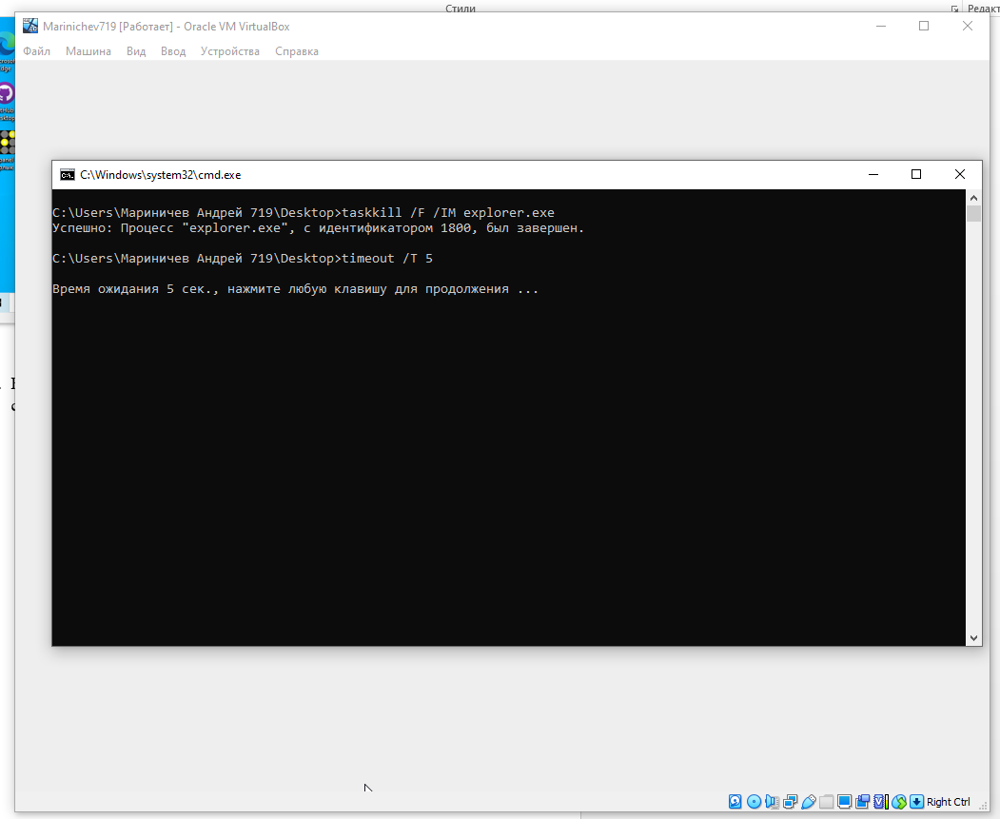 Стили
Редакт
Marinichev719 [Работает] - Oracle VM VirtualBox
Файл Машина Вид Ввод Устройства Справка
C:\Windows\system32\cmd.exe
C:\Users\Мариничев Андрей 719\Desktop>taskkill /F /IM explorer.exe
Успешно: Процесс "explorer.exe", с идентификатором 1800, был завершен.
C:\Users\Мариничев Андрей 719\Desktop>timeout /T 5
Время ожидания 5 сек., нажмите любую клавишу для продолжения ...
Right Ctrl